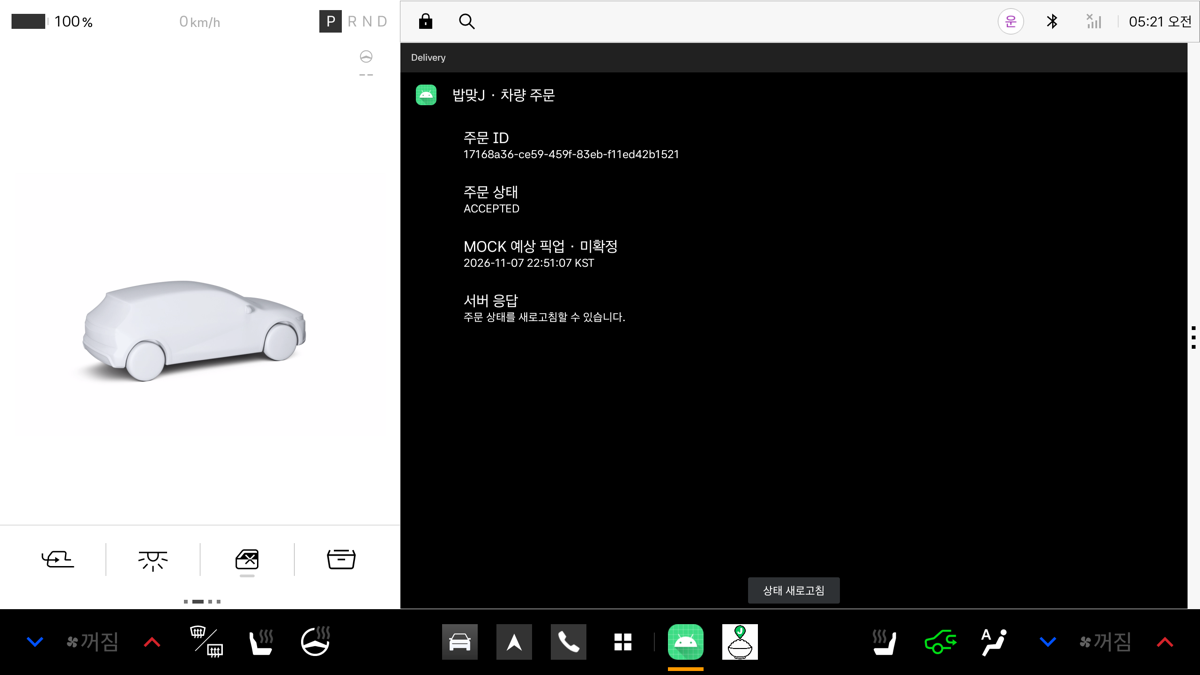 100%
0 km/h
P R N D
운
05:21 오전
Delivery
밥맞J · 차량 주문
주문 ID
17168a36-ce59-459f-83eb-f11ed42b1521
주문 상태
ACCEPTED
MOCK 예상 픽업 · 미확정
2026-11-07 22:51:07 KST
서버 응답
주문 상태를 새로고침할 수 있습니다.
상태 새로고침
꺼짐
A
꺼짐